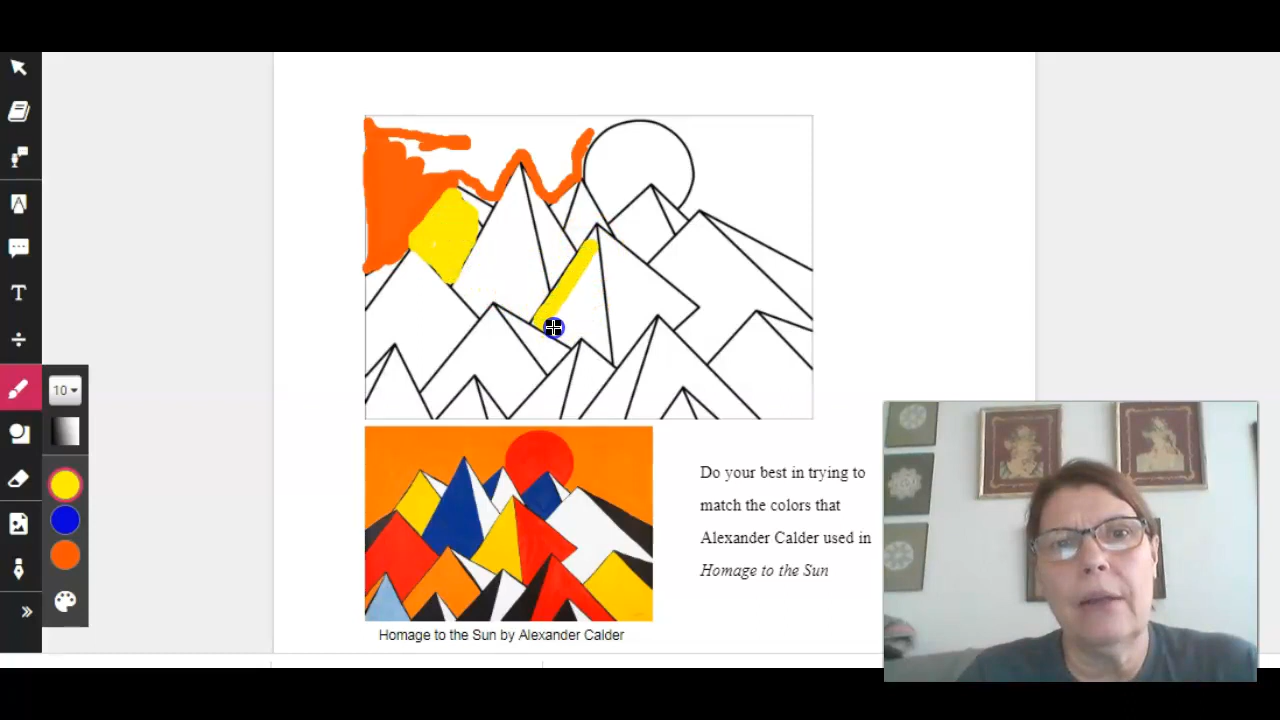 T
10
Do your best in trying to
match the colors that
Alexander Calder used in
Homage to the Sun
Homage to the Sun by Alexander Calder